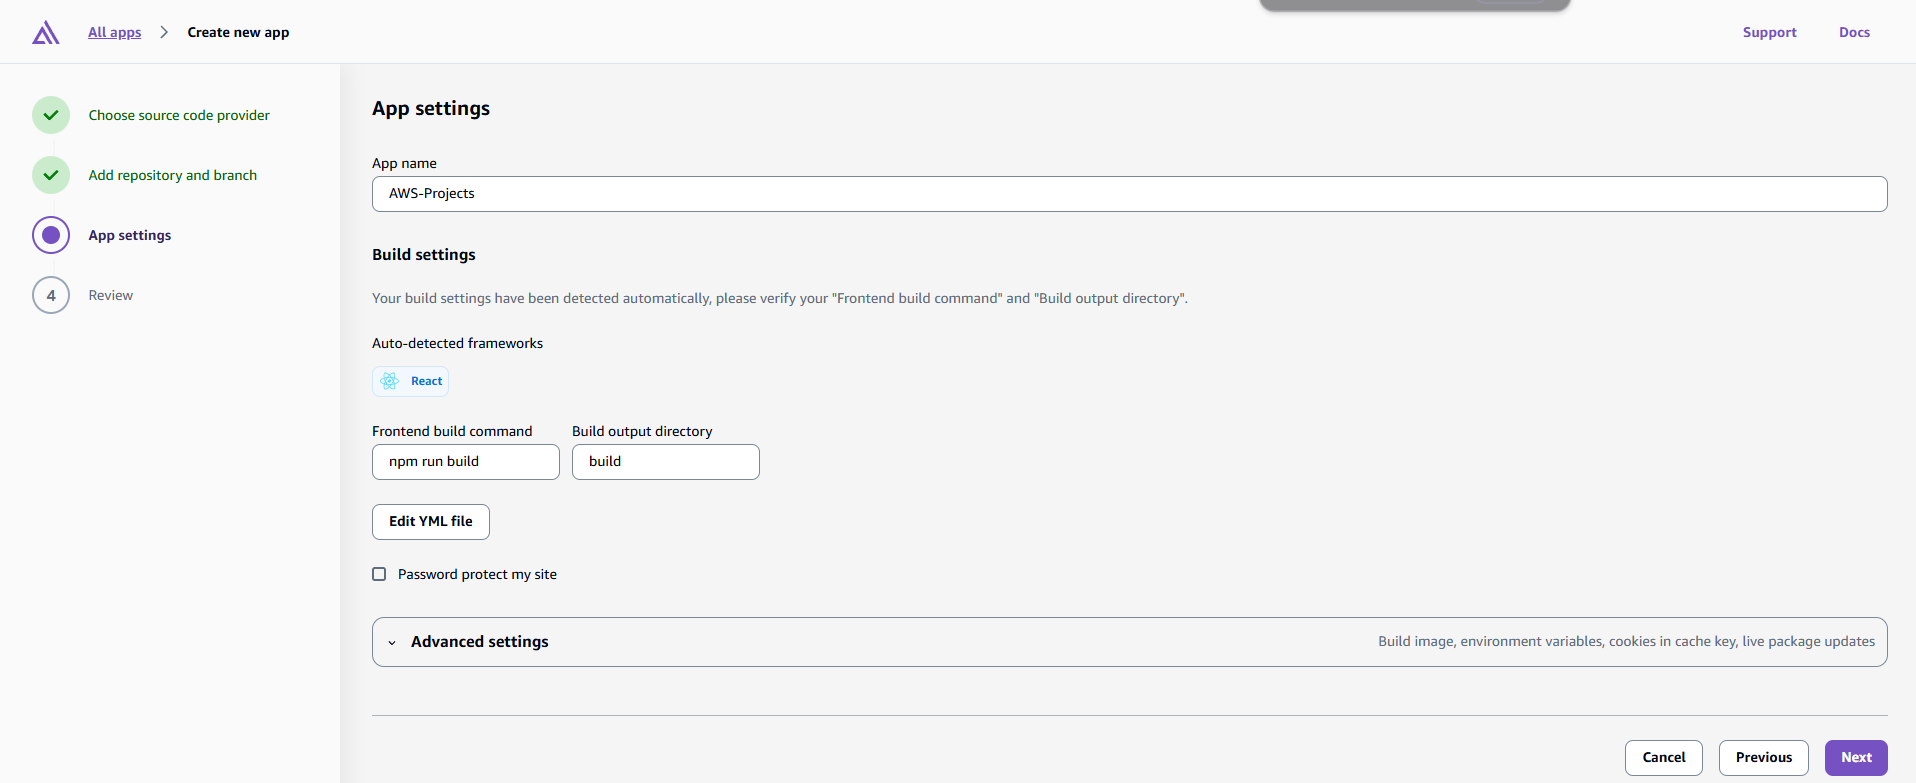 All apps
Create new app
Support
Docs
Choose source code provider
Add repository and branch
App settings
4
Review
App settings
App name
AWS-Projects
Build settings
Your build settings have been detected automatically, please verify your "Frontend build command" and "Build output directory".
Auto-detected frameworks
React
Frontend build command
Build output directory
npm run build
build
Edit YML file
Password protect my site
Advanced settings
Build image, environment variables, cookies in cache key, live package updates
Cancel
Previous
Next